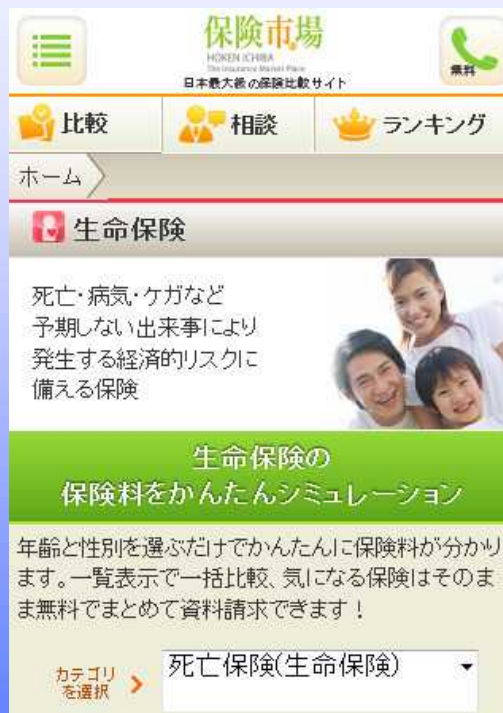 保険市場
HOKEN ICHIBA
The Insurance Market Place
日本最大級の保険比較サイト
無料
比較
相談
ランキング
ホーム
生命保険
死亡・病気・ケガなど
予期しない出来事により
発生する経済的リスクに
備える保険
生命保険の
保険料をかんたんシミュレーション
年齢と性別を選ぶだけでかんたんに保険料が分かり
ます。一覧表示で一括比較、気になる保険はそのま
ま無料でまとめて資料請求できます！
カテゴリ
を選択
死亡保険(生命保険)